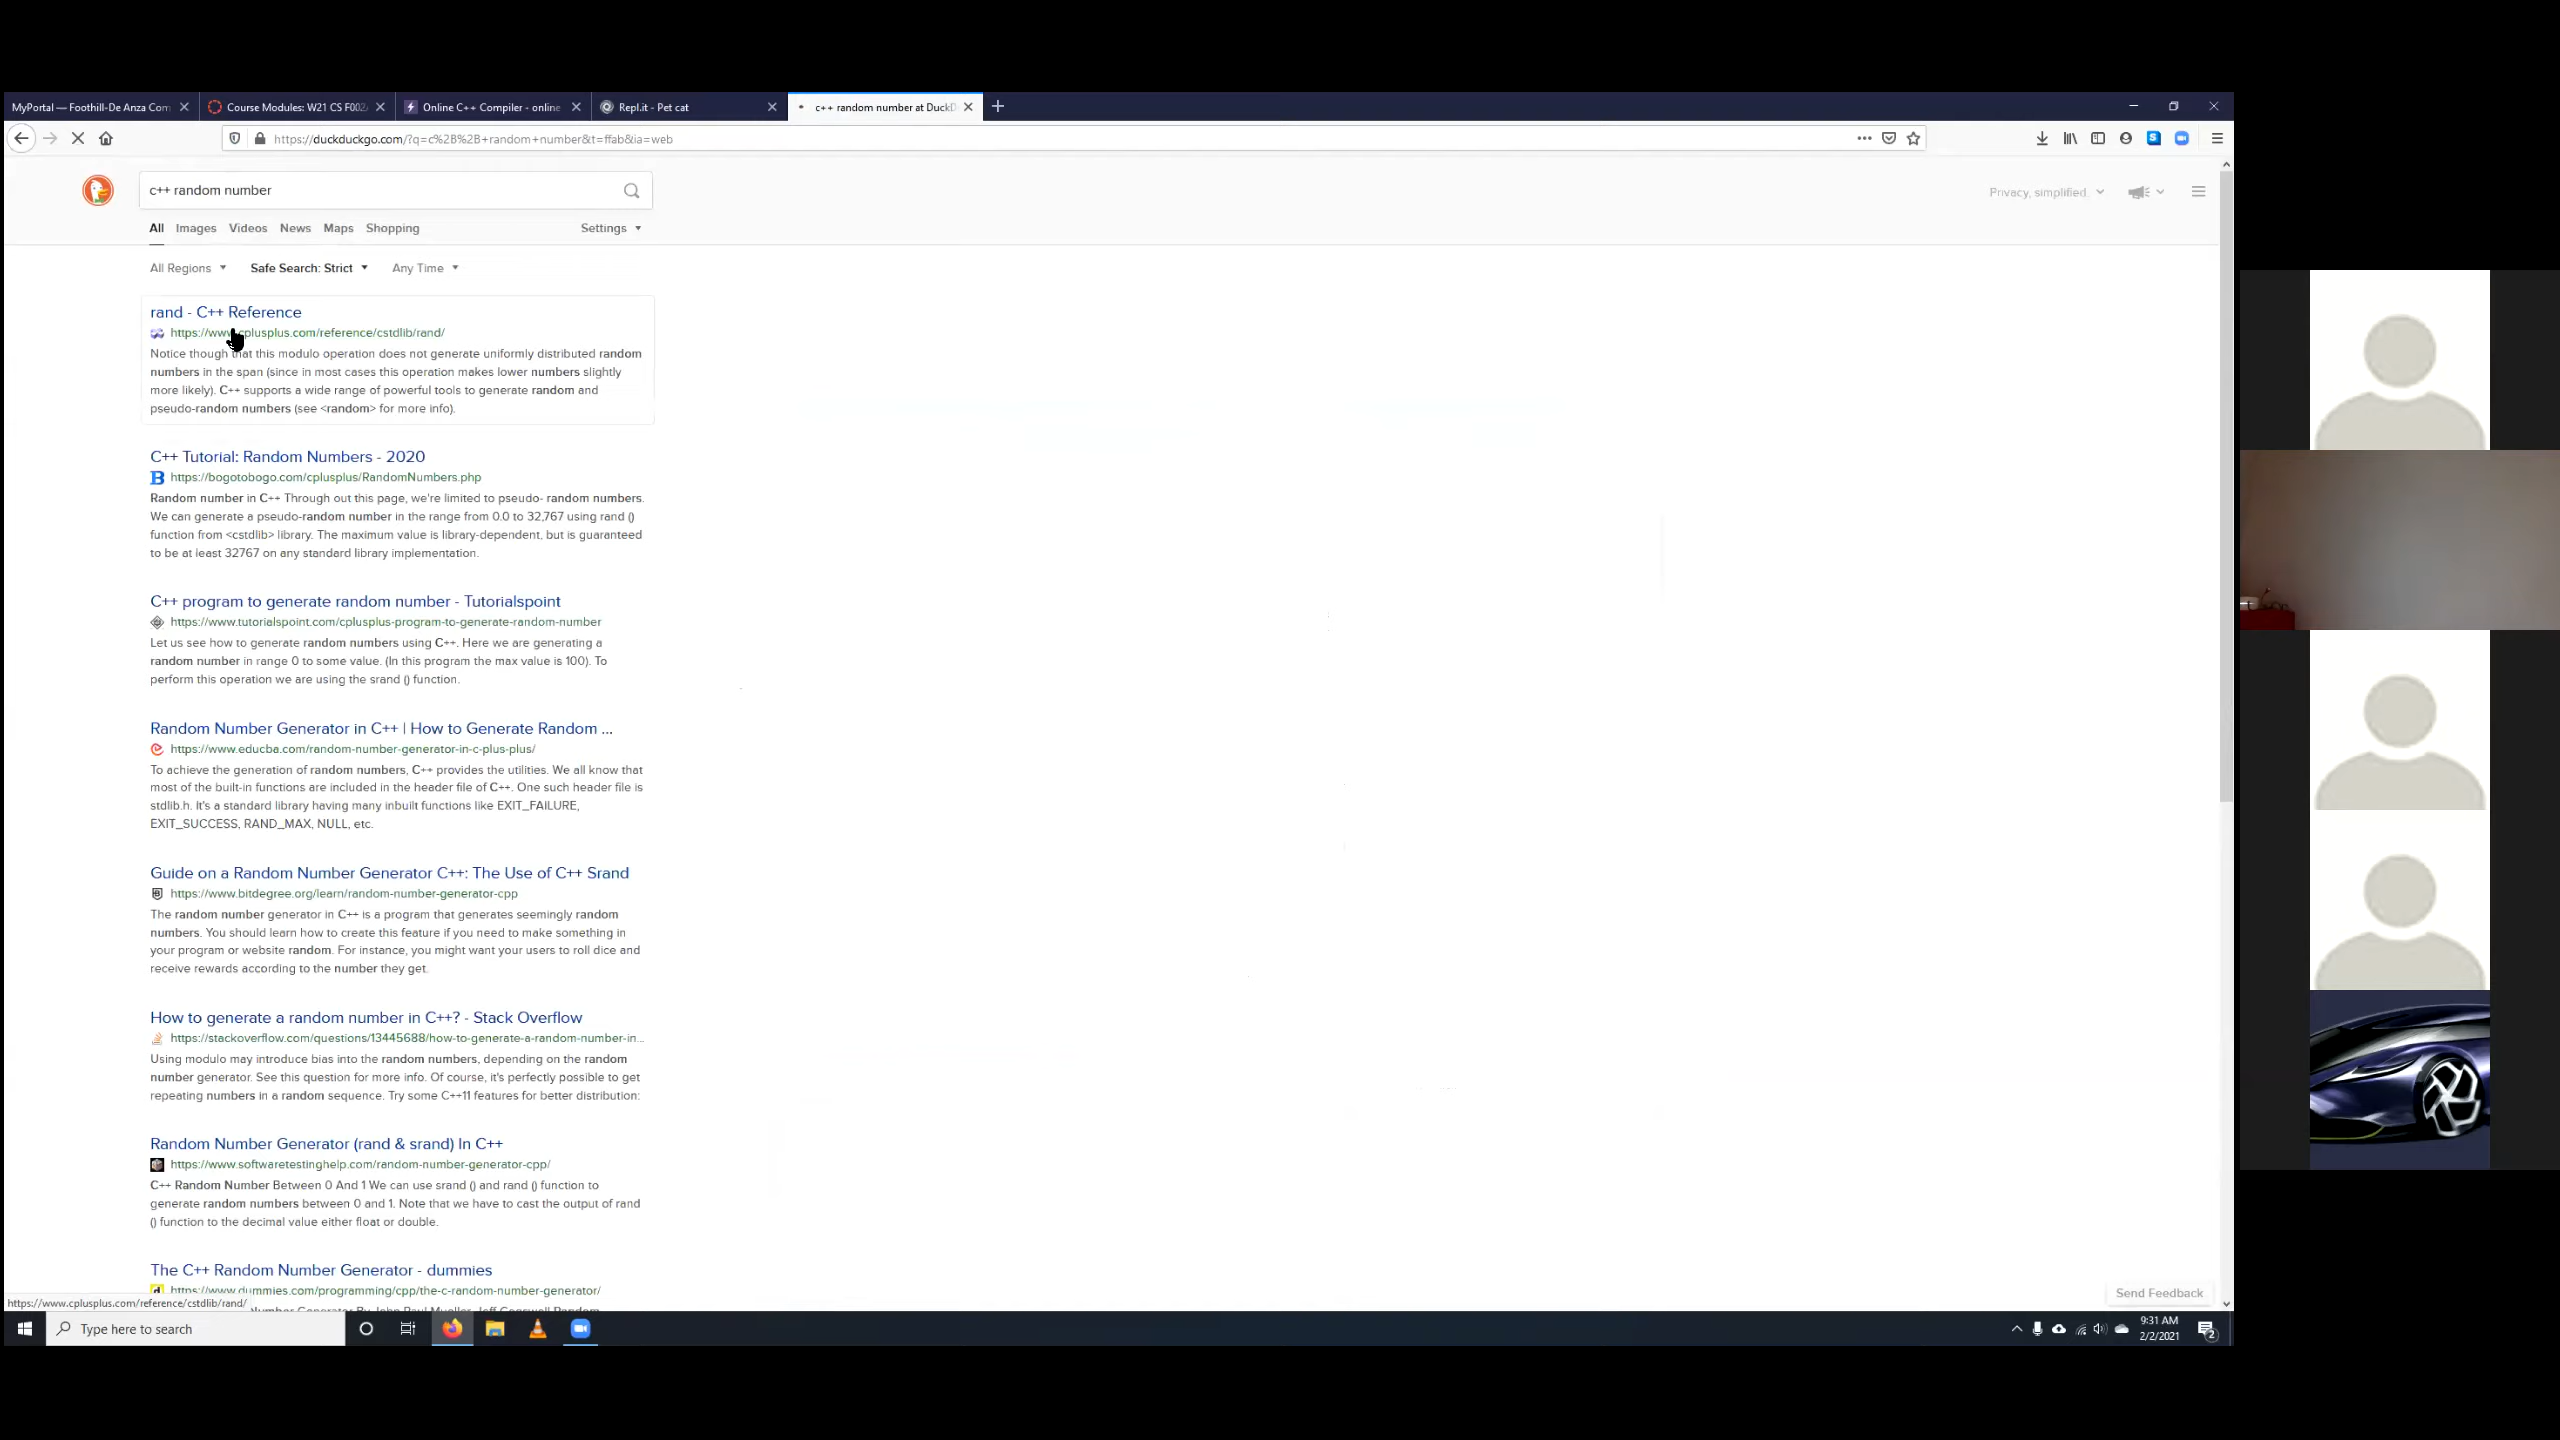 MyPortal — Foothill-De Anza Com
Course Modules: W21 CS F002
Online C++ Compiler - online
Repl.it - Pet cat
c++ random number at DuckD
https://duckduckgo.com/?q=c%2B%2B+random+number&t=ffab&ia=web
c++ random number
Privacy, simplified.
All Images Videos News Maps Shopping Settings
All Regions Safe Search: Strict Any Time
rand - C++ Reference
https://www.cplusplus.com/reference/cstdlib/rand/
Notice though that this modulo operation does not generate uniformly distributed random
numbers in the span (since in most cases this operation makes lower numbers slightly
more likely). C++ supports a wide range of powerful tools to generate random and
pseudo-random numbers (see <random> for more info).
C++ Tutorial: Random Numbers - 2020
https://bogotobogo.com/cplusplus/RandomNumbers.php
Random number in C++ Through out this page, we're limited to pseudo- random numbers.
We can generate a pseudo-random number in the range from 0.0 to 32,767 using rand ()
function from <cstdlib> library. The maximum value is library-dependent, but is guaranteed
to be at least 32767 on any standard library implementation.
C++ program to generate random number - Tutorialspoint
https://www.tutorialspoint.com/cplusplus-program-to-generate-random-number
Let us see how to generate random numbers using C++. Here we are generating a
random number in range 0 to some value. (In this program the max value is 100). To
perform this operation we are using the srand () function.
Random Number Generator in C++ | How to Generate Random ...
https://www.educba.com/random-number-generator-in-c-plus-plus/
To achieve the generation of random numbers, C++ provides the utilities. We all know that
most of the built-in functions are included in the header file of C++. One such header file is
stdlib.h. It's a standard library having many inbuilt functions like EXIT_FAILURE,
EXIT_SUCCESS, RAND_MAX, NULL, etc.
Guide on a Random Number Generator C++: The Use of C++ Srand
https://www.bitdegree.org/learn/random-number-generator-cpp
The random number generator in C++ is a program that generates seemingly random
numbers. You should learn how to create this feature if you need to make something in
your program or website random. For instance, you might want your users to roll dice and
receive rewards according to the number they get.
How to generate a random number in C++? - Stack Overflow
https://stackoverflow.com/questions/13445688/how-to-generate-a-random-number-in...
Using modulo may introduce bias into the random numbers, depending on the random
number generator. See this question for more info. Of course, it's perfectly possible to get
repeating numbers in a random sequence. Try some C++11 features for better distribution:
Random Number Generator (rand & srand) In C++
https://www.softwaretestinghelp.com/random-number-generator-cpp/
C++ Random Number Between 0 And 1 We can use srand () and rand () function to
generate random numbers between 0 and 1. Note that we have to cast the output of rand
() function to the decimal value either float or double.
The C++ Random Number Generator - dummies
https://www.dummies.com/programming/cpp/the-c-random-number-generator/
Send Feedback
https://www.cplusplus.com/reference/cstdlib/rand/
Type here to search
9:31 AM
2/2/2021
2